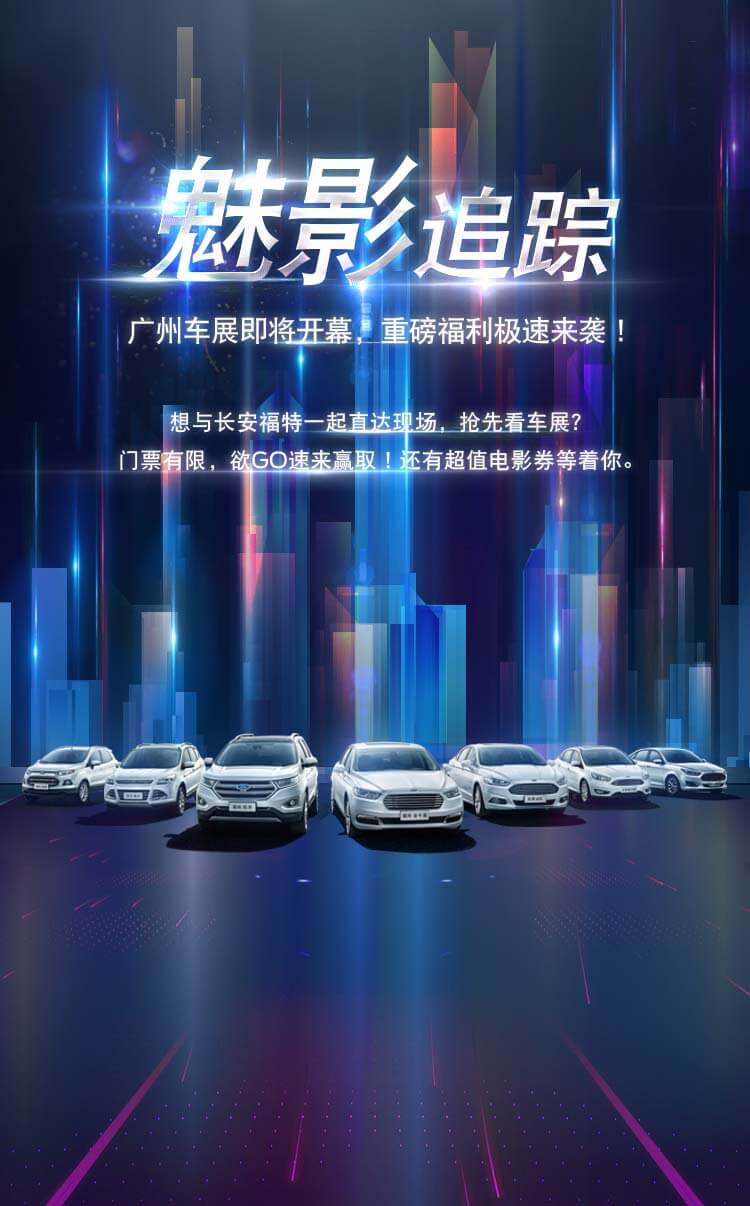 魅影追踪
广州车展即将开幕，重磅福利极速来袭！
想与长安福特一起直达现场，抢先看车展？
门票有限，欲GO速来赢取！还有超值电影券等着你。